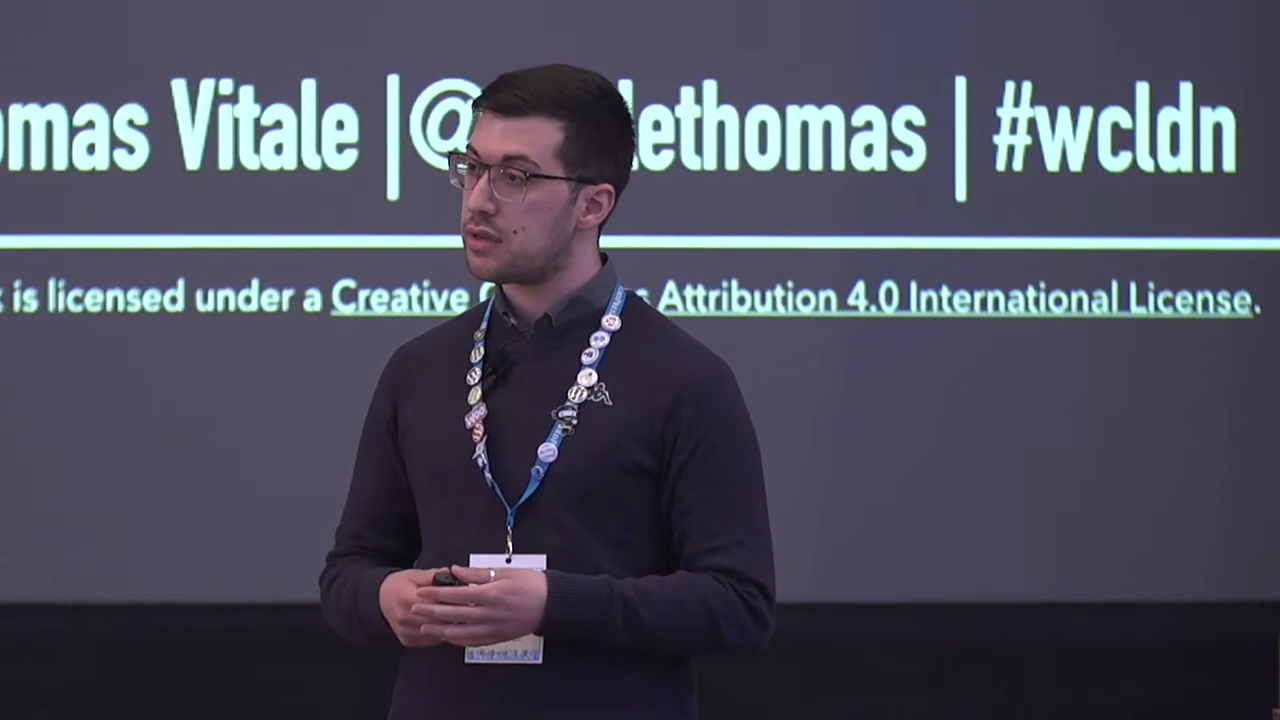 omas Vitale | @ lethomas | #wcldn
is licensed under a Creative C s Attribution 4.0 International License.